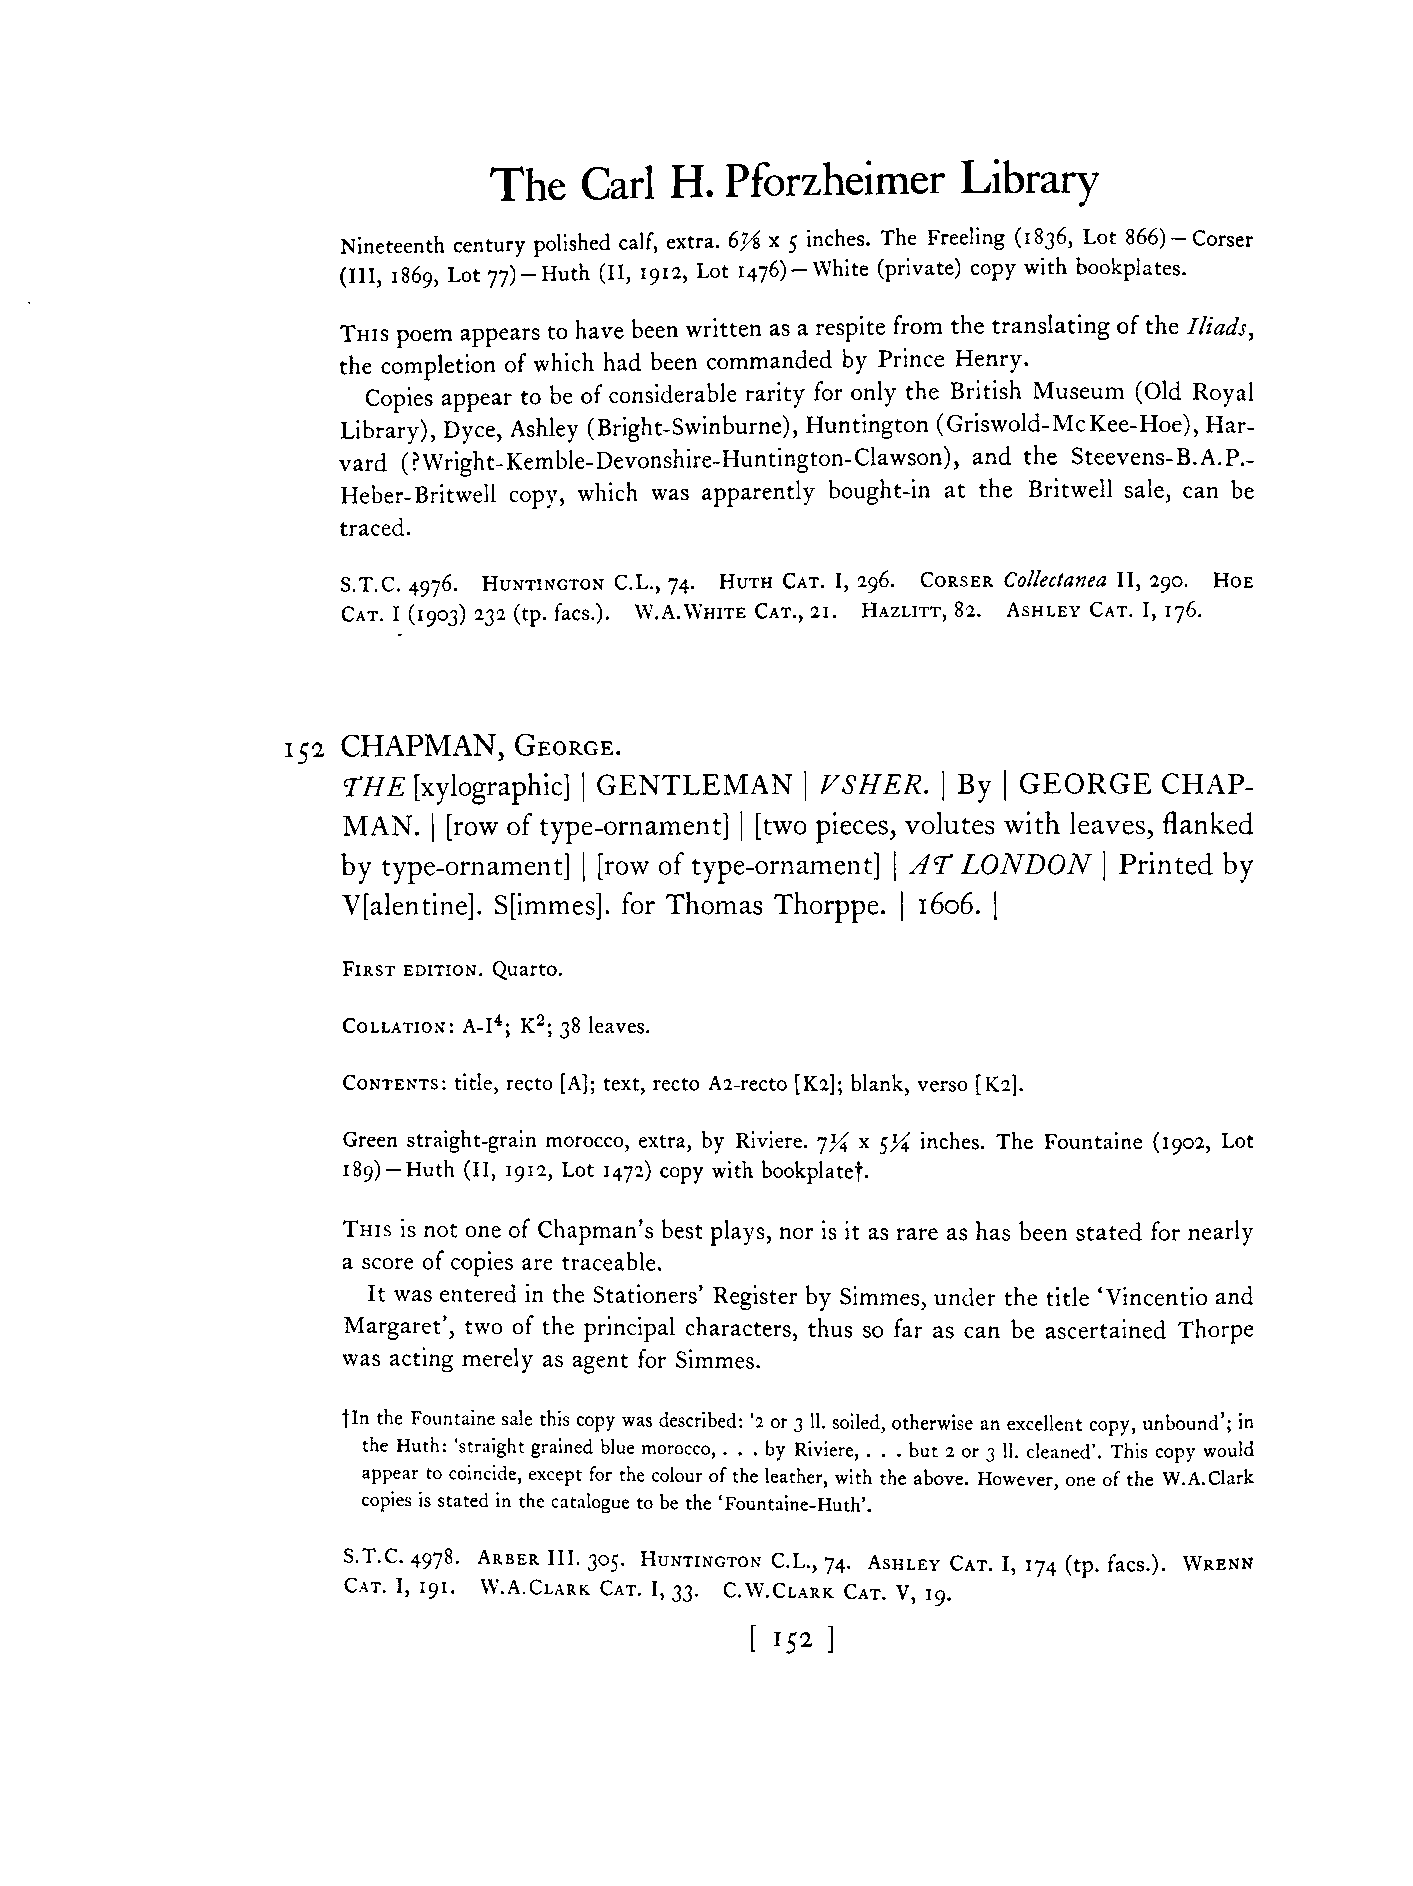 The Carl H. Pforzheimer Library
Nineteenth century polished calf, extra. 6⅞ x 5 inches. The Freeling (1836, Lot 866)—Corser
(III, 1869, Lot 77)—Huth (II, 1912, Lot 1476)—White (private) copy with bookplates.
THIS poem appears to have been written as a respite from the translating of the Iliads,
the completion of which had been commanded by Prince Henry.
Copies appear to be of considerable rarity for only the British Museum (Old Royal
Library), Dyce, Ashley (Bright-Swinburne), Huntington (Griswold-McKee-Hoe), Har-
vard (?Wright-Kemble-Devonshire-Huntington-Clawson), and the Steevens-B.A.P.-
Heber-Britwell copy, which was apparently bought-in at the Britwell sale, can be
traced.
S.T.C. 4976. HUNTINGTON C.L., 74. HUTH CAT. I, 296. CORSER Collectanea II, 290. HOE
CAT. I (1903) 232 (tp. facs.). W.A.WHITE CAT., 21. HAZLITT, 82. ASHLEY CAT. I, 176.
152 CHAPMAN, GEORGE.
THE [xylographic] | GENTLEMAN | VSHER. | By | GEORGE CHAP-
MAN. | [row of type-ornament] | [two pieces, volutes with leaves, flanked
by type-ornament] | [row of type-ornament] | AT LONDON | Printed by
V[alentine]. S[immes]. for Thomas Thorppe. | 1606. |
FIRST EDITION. Quarto.
COLLATION: A-I⁴; K²; 38 leaves.
CONTENTS: title, recto [A]; text, recto A2-recto [K2]; blank, verso [K2].
Green straight-grain morocco, extra, by Riviere. 7¼ x 5¼ inches. The Fountaine (1902, Lot
189)—Huth (II, 1912, Lot 1472) copy with bookplate†.
THIS is not one of Chapman's best plays, nor is it as rare as has been stated for nearly
a score of copies are traceable.
It was entered in the Stationers' Register by Simmes, under the title 'Vincentio and
Margaret', two of the principal characters, thus so far as can be ascertained Thorpe
was acting merely as agent for Simmes.
†In the Fountaine sale this copy was described: '2 or 3 ll. soiled, otherwise an excellent copy, unbound'; in
the Huth: 'straight grained blue morocco, . . . by Riviere, . . . but 2 or 3 ll. cleaned'. This copy would
appear to coincide, except for the colour of the leather, with the above. However, one of the W.A.Clark
copies is stated in the catalogue to be the 'Fountaine-Huth'.
S.T.C. 4978. ARBER III. 305. HUNTINGTON C.L., 74. ASHLEY CAT. I, 174 (tp. facs.). WRENN
CAT. I, 191. W.A.CLARK CAT. I, 33. C.W.CLARK CAT. V, 19.
[ 152 ]